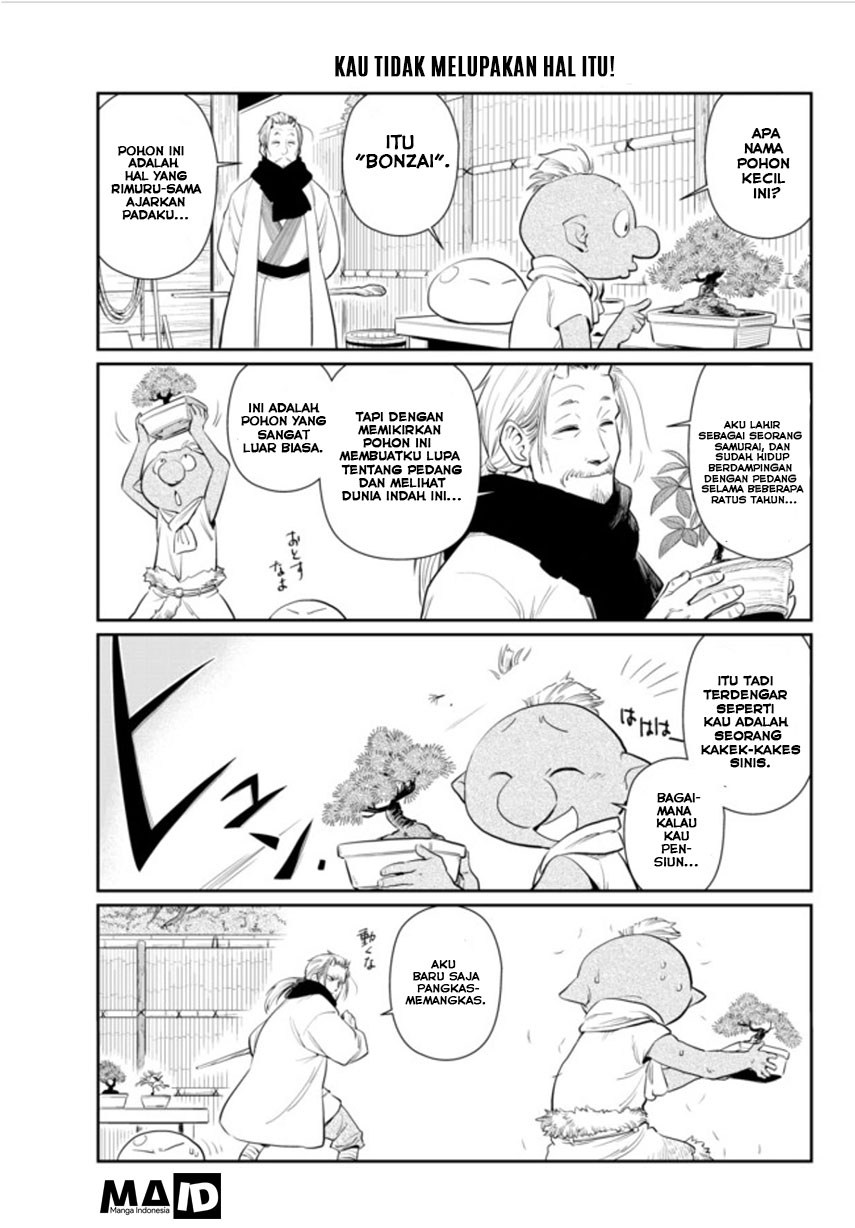 KAU TIDAK MELUPAKAN HAL ITU!
APA
NAMA
POHON
KECIL
INI?
ITU
"BONZAI".
POHON INI
ADALAH
HAL YANG
RIMURU-SAMA
AJARKAN
PADAKU...
AKU LAHIR
SEBAGAI SEORANG
SAMURAI, DAN
SUDAH HIDUP
BERDAMPINGAN
DENGAN PEDANG
SELAMA BEBERAPA
RATUS TAHUN...
TAPI DENGAN
MEMIKIRKAN
POHON INI
MEMBUATKU LUPA
TENTANG PEDANG
DAN MELIHAT
DUNIA INDAH INI...
INI ADALAH
POHON YANG
SANGAT
LUAR BIASA.
おとす
なよ
ITU TADI
TERDENGAR
SEPERTI
KAU ADALAH
SEORANG
KAKEK-KAKES
SINIS.
はははー
BAGAI-
MANA
KALAU
KAU
PEN-
SIUN...
AKU
BARU SAJA
PANGKAS-
MEMANGKAS.
動くな
MAID
Manga Indonesia